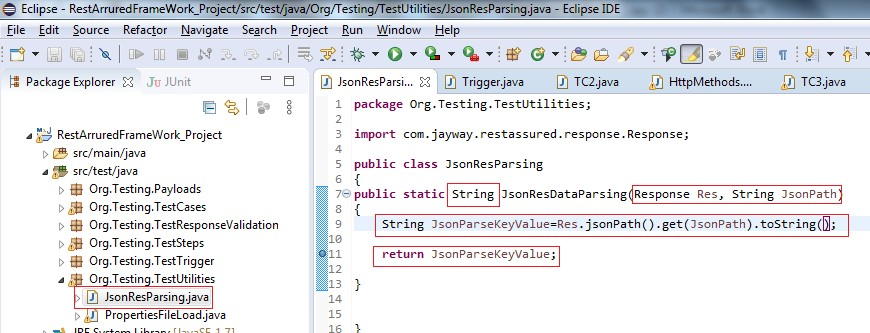 Eclipse - RestArruredFrameWork_Project/src/test/java/Org/Testing/TestUtilities/JsonResParsing.java - Eclipse IDE
File Edit Source Refactor Navigate Search Project Run Window Help
Package Explorer JUnit
RestArruredFrameWork_Project
src/main/java
src/test/java
Org.Testing.Payloads
Org.Testing.TestCases
Org.Testing.TestResponseValidation
Org.Testing.TestSteps
Org.Testing.TestTrigger
Org.Testing.TestUtilities
JsonResParsing.java
PropertiesFileLoad.java
JRE System Library [JavaSE-1.7]
JsonResParsi... Trigger.java TC2.java HttpMethods.... TC3.java
1 package Org.Testing.TestUtilities;
2
3 import com.jayway.restassured.response.Response;
4
5 public class JsonResParsing
6 {
7 public static String JsonResDataParsing(Response Res, String JsonPath)
8 {
9 String JsonParseKeyValue=Res.jsonPath().get(JsonPath).toString();
10
11 return JsonParseKeyValue;
12
13 }
14
15
16 }